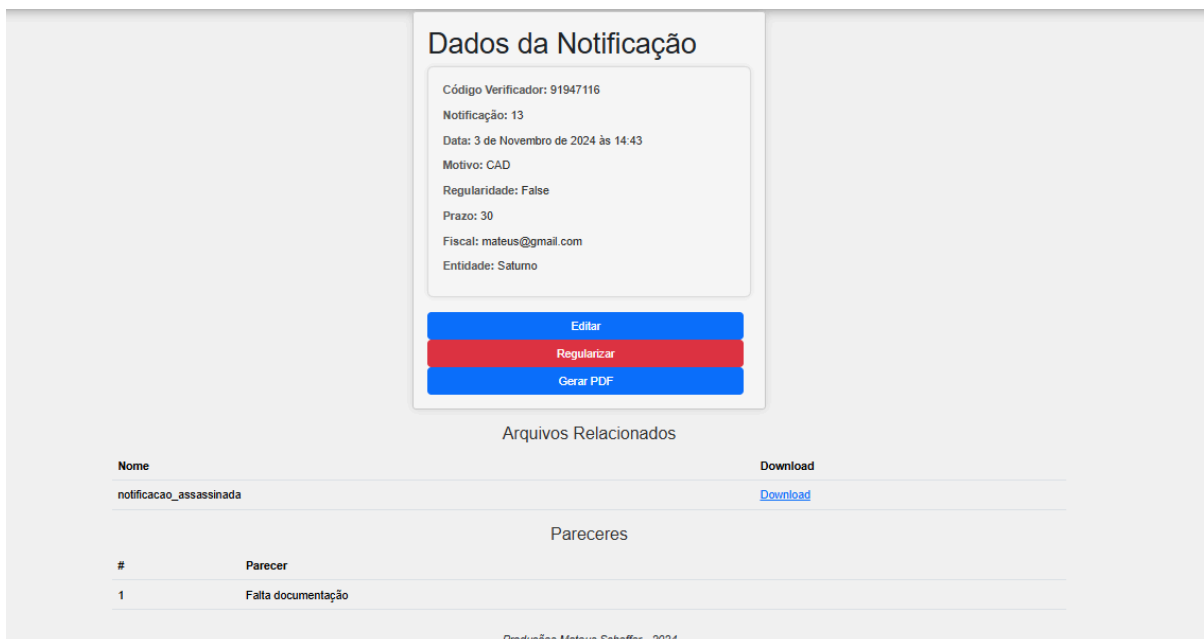 Dados da Notificação
Código Verificador: 91947116
Notificação: 13
Data: 3 de Novembro de 2024 às 14:43
Motivo: CAD
Regularidade: False
Prazo: 30
Fiscal: mateus@gmail.com
Entidade: Saturno
Editar
Regularizar
Gerar PDF
Arquivos Relacionados
Nome Download
notificacao_assassinada Download
Pareceres
# Parecer
1 Falta documentação
Mateus 2024